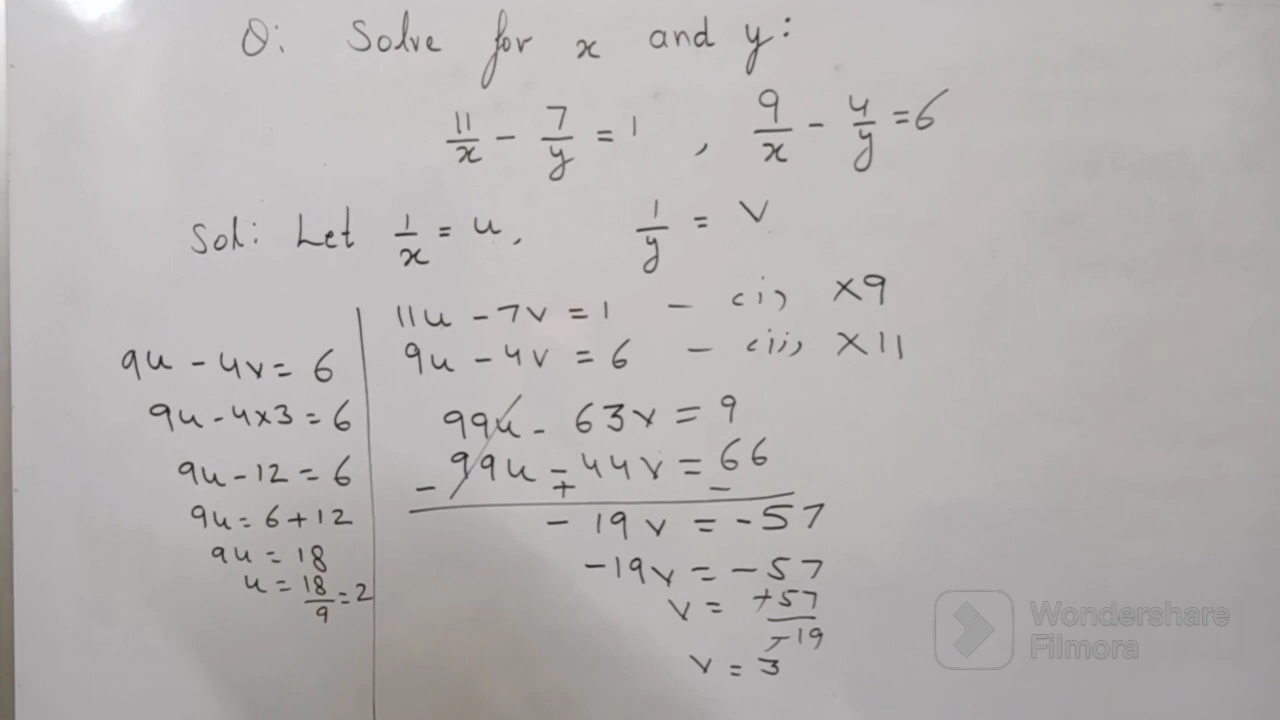 Q: Solve for x and y:
11/x - 7/y = 1 , 9/x - 4/y = 6
Sol: Let 1/x = u, 1/y = v
11u - 7v = 1 - (i) ×9
9u - 4v = 6 - (ii) ×11
99u - 63v = 9
99u - 44v = 66
- + -
- 19v = -57
-19v = -57
v = +57/-19
v = 3
9u - 4v = 6
9u - 4×3 = 6
9u - 12 = 6
9u = 6 + 12
9u = 18
u = 18/9 = 2
Wondershare
Filmora